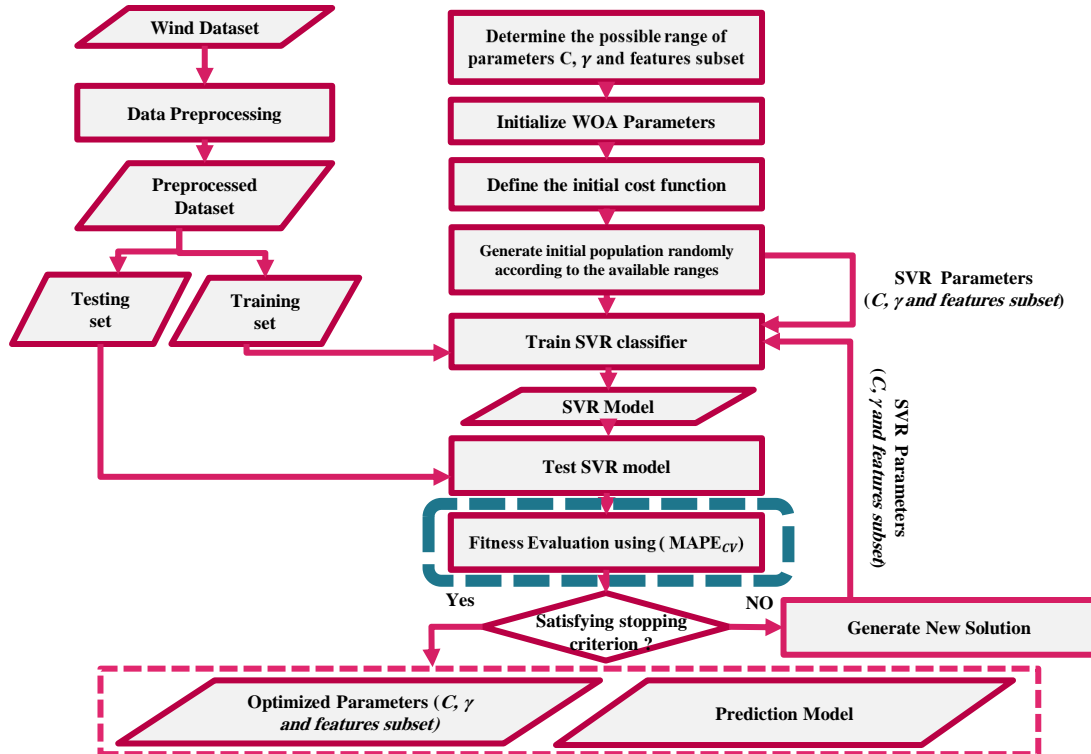 Wind Dataset
Data Preprocessing
Preprocessed
Dataset
Testing
set
Training
set
Determine the possible range of
parameters C, γ and features subset
Initialize WOA Parameters
Define the initial cost function
Generate initial population randomly
according to the available ranges
SVR Parameters
(C, γ and features subset)
Train SVR classifier
SVR Model
SVR Parameters
(C, γ and features subset)
Test SVR model
Fitness Evaluation using ( MAPE_CV)
Yes
NO
Satisfying stopping
criterion ?
Generate New Solution
Optimized Parameters (C, γ
and features subset)
Prediction Model